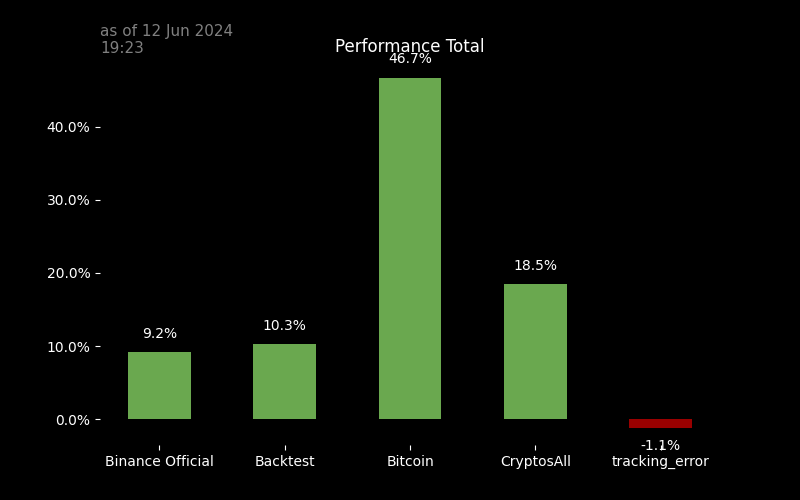 as of 12 Jun 2024
19:23
Performance Total
46.7%
40.0%
30.0%
20.0%
10.0%
0.0%
9.2%
10.3%
18.5%
-1.1%
Binance Official
Backtest
Bitcoin
CryptosAll
tracking_error